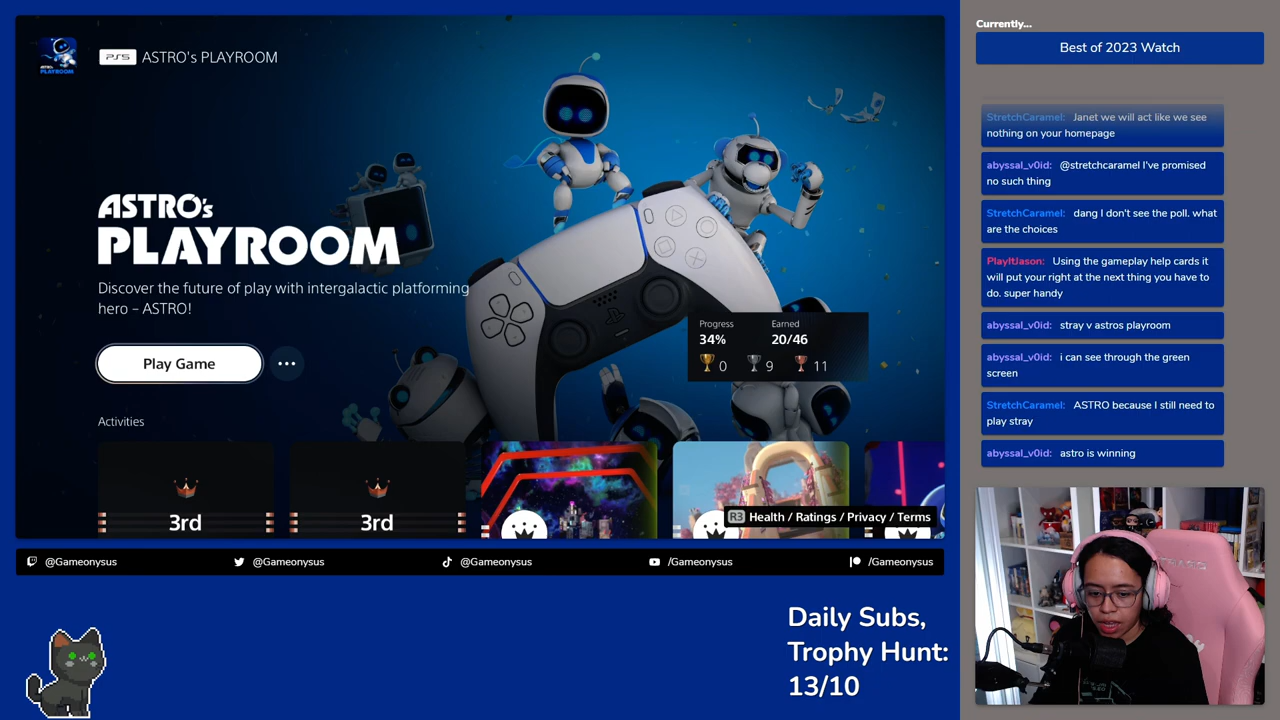 Currently...
Best of 2023 Watch
PS5 ASTRO's PLAYROOM
ASTRO's
PLAYROOM
ASTRO's
PLAYROOM
Discover the future of play with intergalactic platforming
hero – ASTRO!
Play Game
Progress
34%
Earned
20/46
0
9
11
Activities
3rd
3rd
R3 Health / Ratings / Privacy / Terms
StretchCaramel: Janet we will act like we see
nothing on your homepage
abyssal_v0id: @stretchcaramel I've promised
no such thing
StretchCaramel: dang I don't see the poll. what
are the choices
PlayItJason: Using the gameplay help cards it
will put your right at the next thing you have to
do. super handy
abyssal_v0id: stray v astros playroom
abyssal_v0id: i can see through the green
screen
StretchCaramel: ASTRO because I still need to
play stray
abyssal_v0id: astro is winning
@Gameonysus
@Gameonysus
@Gameonysus
/Gameonysus
/Gameonysus
Daily Subs,
Trophy Hunt:
13/10